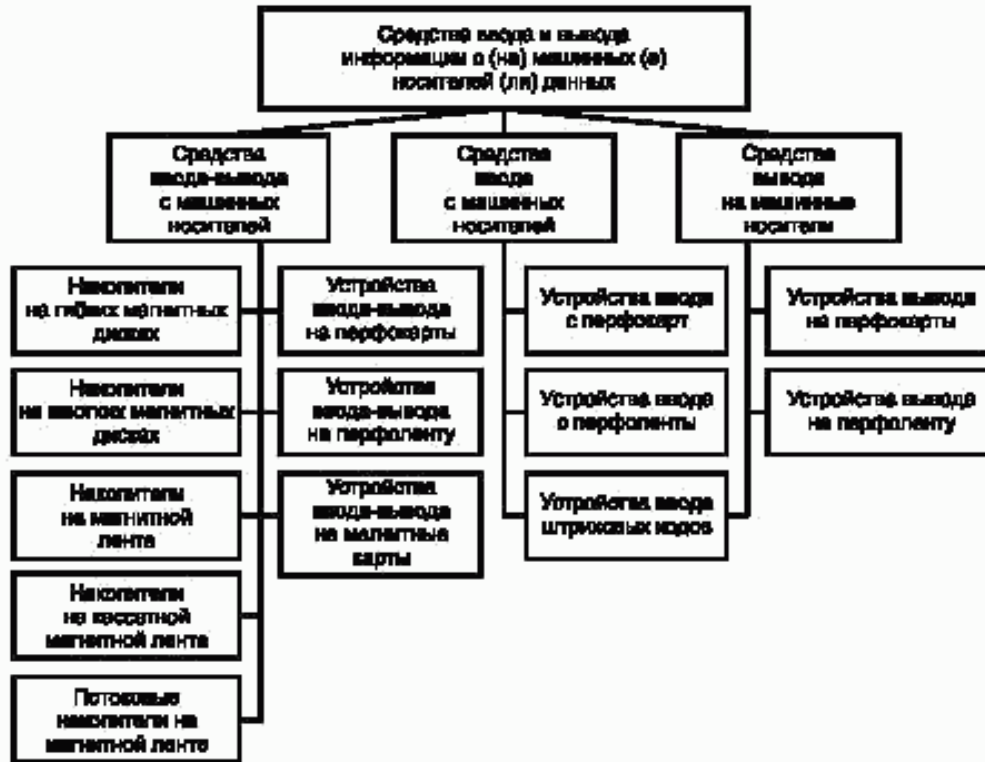 Средства ввода и вывода
информации с (на) машинных (е)
носителей (ли) данных
Средства
ввода-вывода
с машинных
носителей
Средства
ввода
с машинных
носителей
Средства
вывода
на машинные
носители
Накопители
на гибких магнитных
дисках
Устройства
ввода-вывода
на перфокарты
Устройства ввода
с перфокарт
Устройства вывода
на перфокарты
Накопители
на жестких магнитных
дисках
Устройства
ввода-вывода
на перфоленту
Устройства ввода
с перфоленты
Устройства вывода
на перфоленту
Накопители
на магнитной
ленте
Устройства
ввода-вывода
на магнитные
карты
Устройства ввода
штриховых кодов
Накопители
на кассетной
магнитной ленте
Потоковые
накопители на
магнитной ленте